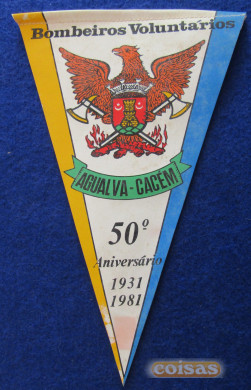 Bombeiros Voluntários
AGUALVA - CACÉM
50º
Aniversário
1931
1981
coisas